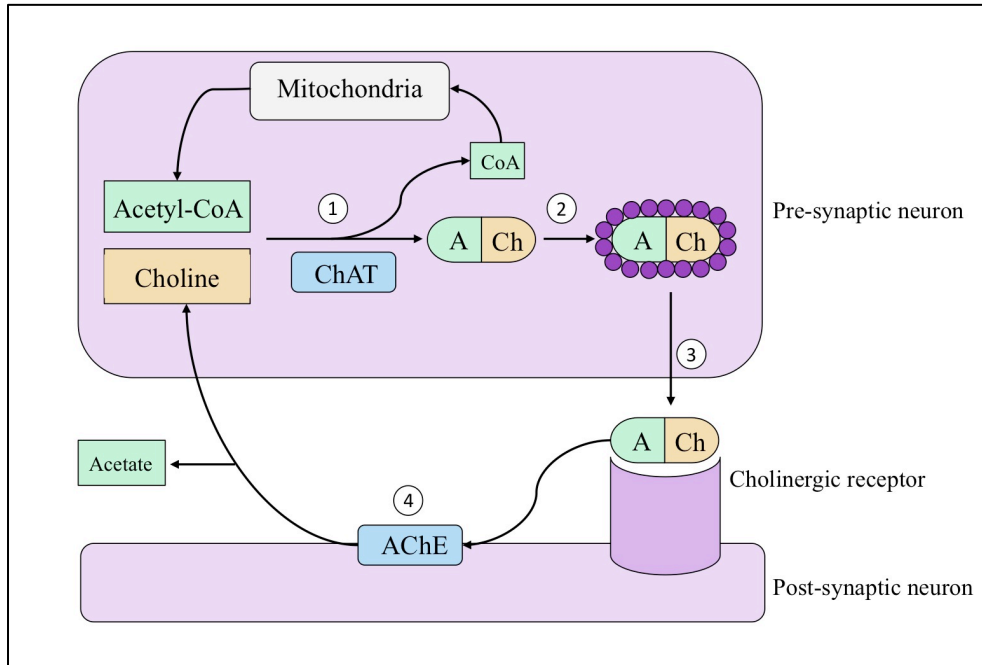 Mitochondria
CoA
Acetyl-CoA
1
2
Pre-synaptic neuron
A
Ch
A
Ch
Choline
ChAT
3
A
Ch
Acetate
Cholinergic receptor
4
AChE
Post-synaptic neuron